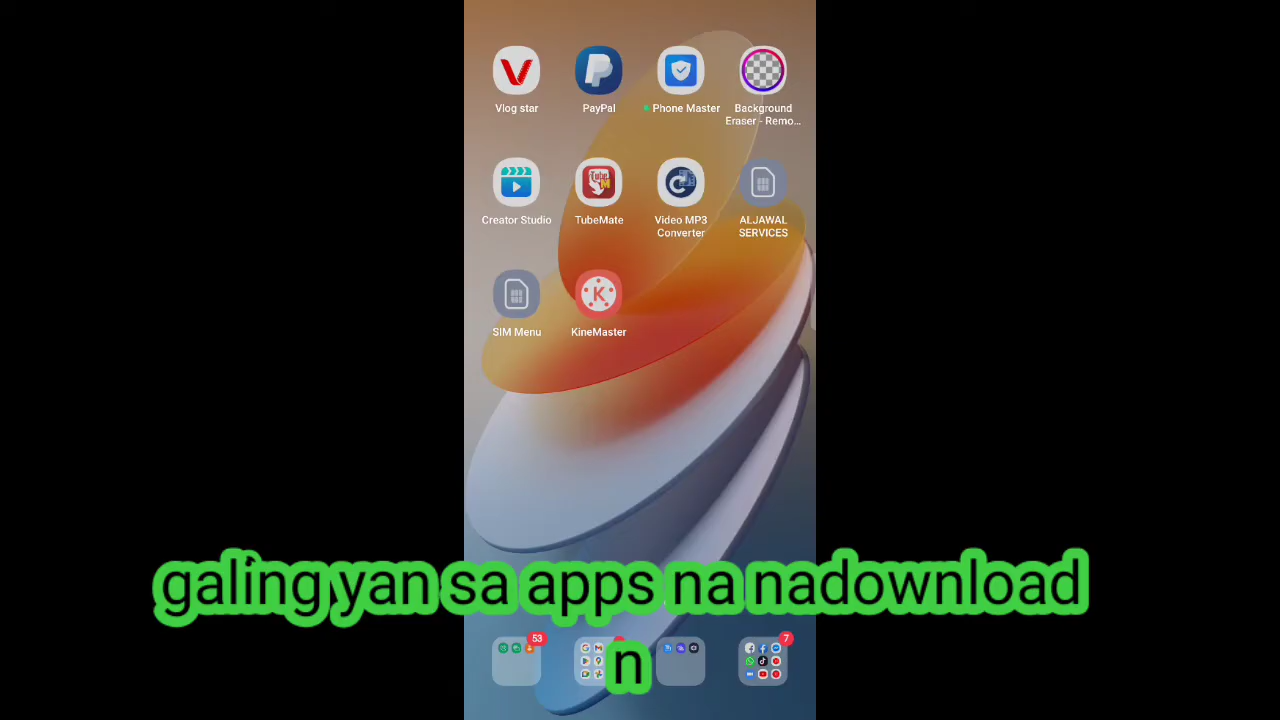 Vlog star
PayPal
Phone Master
Background
Eraser - Remo...
Creator Studio
TubeMate
Video MP3
Converter
ALJAWAL
SERVICES
SIM Menu
KineMaster
galing yan sa apps na nadownload
n
53
7